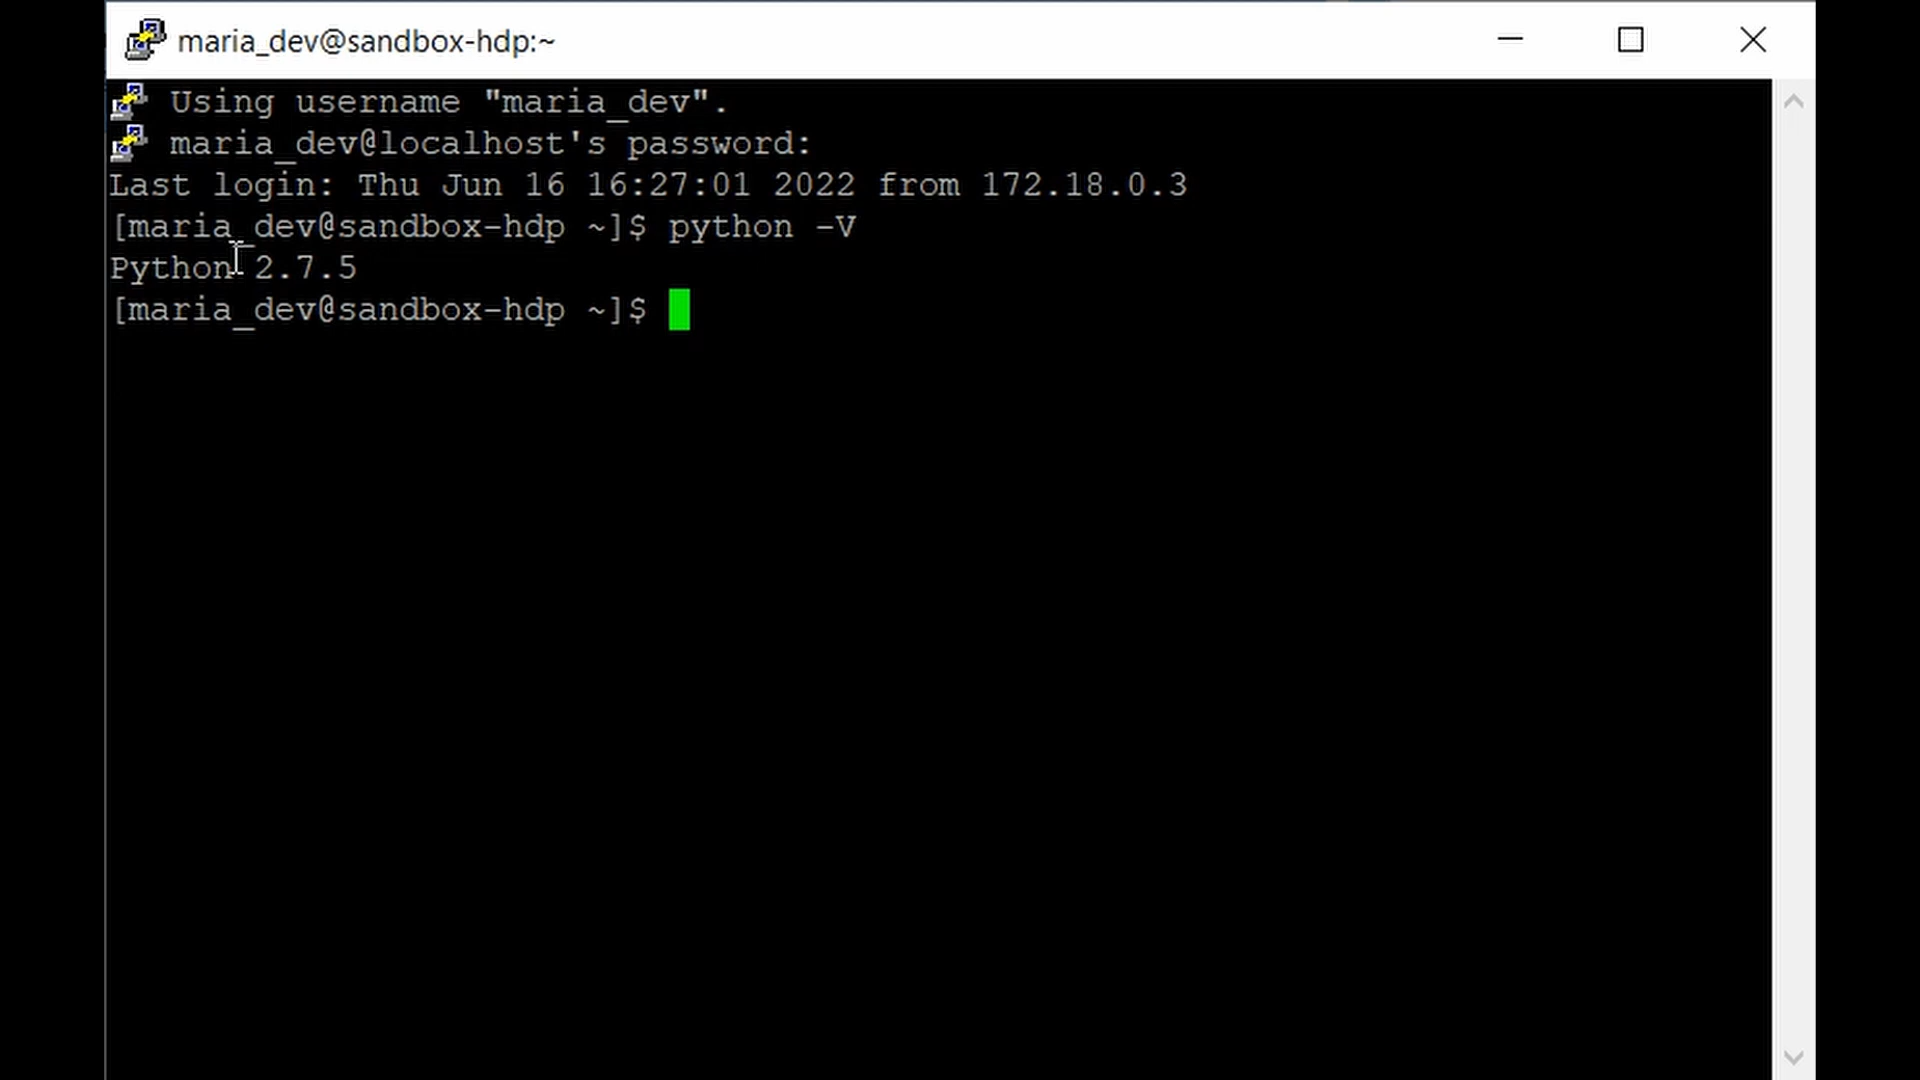 maria_dev@sandbox-hdp:~
Using username "maria_dev".
maria_dev@localhost's password:
Last login: Thu Jun 16 16:27:01 2022 from 172.18.0.3
[maria_dev@sandbox-hdp ~]$ python -V
Python 2.7.5
[maria_dev@sandbox-hdp ~]$